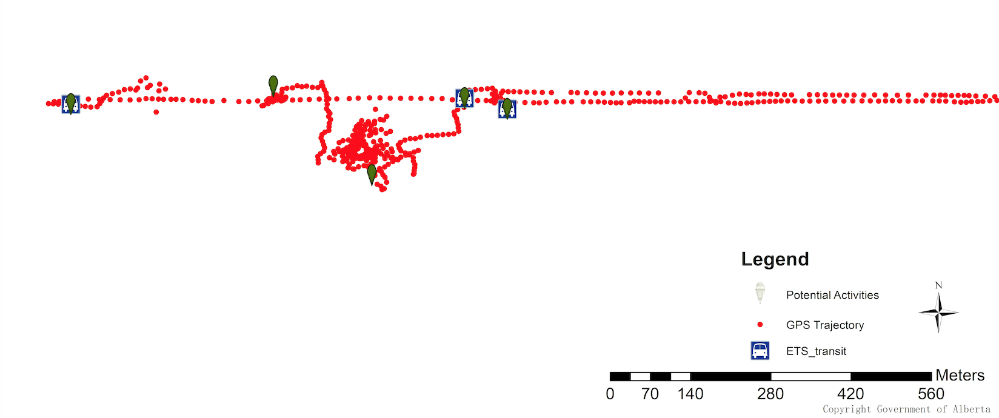 Legend
N
Potential Activities
GPS Trajectory
ETS_transit
Meters
0 70 140 280 420 560
Copyright Government of Alberta